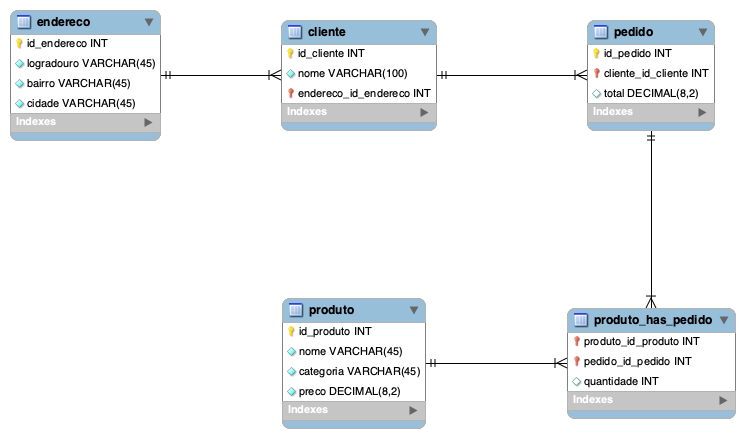 endereco
id_endereco INT
logradouro VARCHAR(45)
bairro VARCHAR(45)
cidade VARCHAR(45)
Indexes
cliente
id_cliente INT
nome VARCHAR(100)
endereco_id_endereco INT
Indexes
pedido
id_pedido INT
cliente_id_cliente INT
total DECIMAL(8,2)
Indexes
produto
id_produto INT
nome VARCHAR(45)
categoria VARCHAR(45)
preco DECIMAL(8,2)
Indexes
produto_has_pedido
produto_id_produto INT
pedido_id_pedido INT
quantidade INT
Indexes